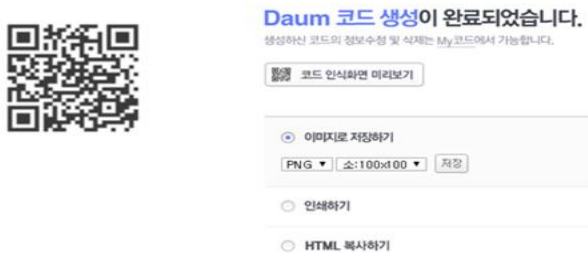 Daum 코드 생성이 완료되었습니다.
생성하신 코드의 정보수정 및 삭제는 My코드에서 가능합니다.
코드 인식화면 미리보기
이미지로 저장하기
PNG ▼ 소:100x100 ▼ 저장
인쇄하기
HTML 복사하기